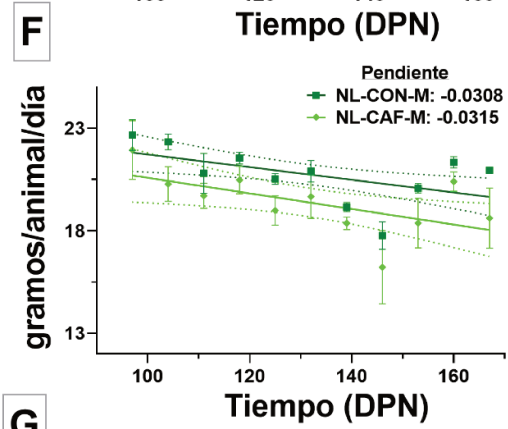 Tiempo (DPN)
F
Pendiente
NL-CON-M: -0.0308
NL-CAF-M: -0.0315
gramos/animal/día
23
18
13
100 120 140 160
Tiempo (DPN)
G